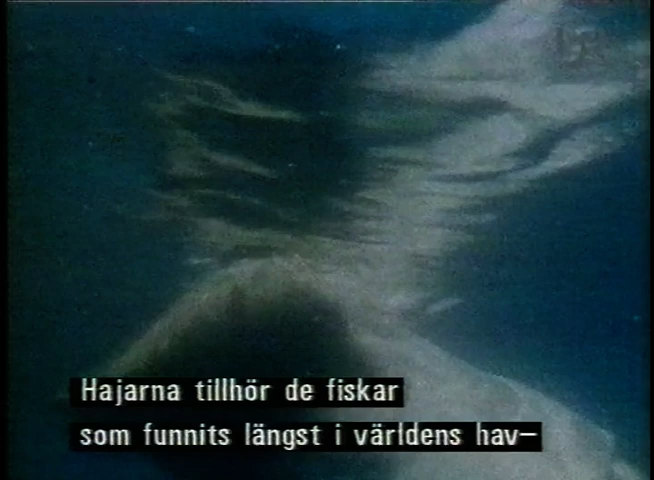 Hajarna tillhör de fiskar
som funnits längst i världens hav–